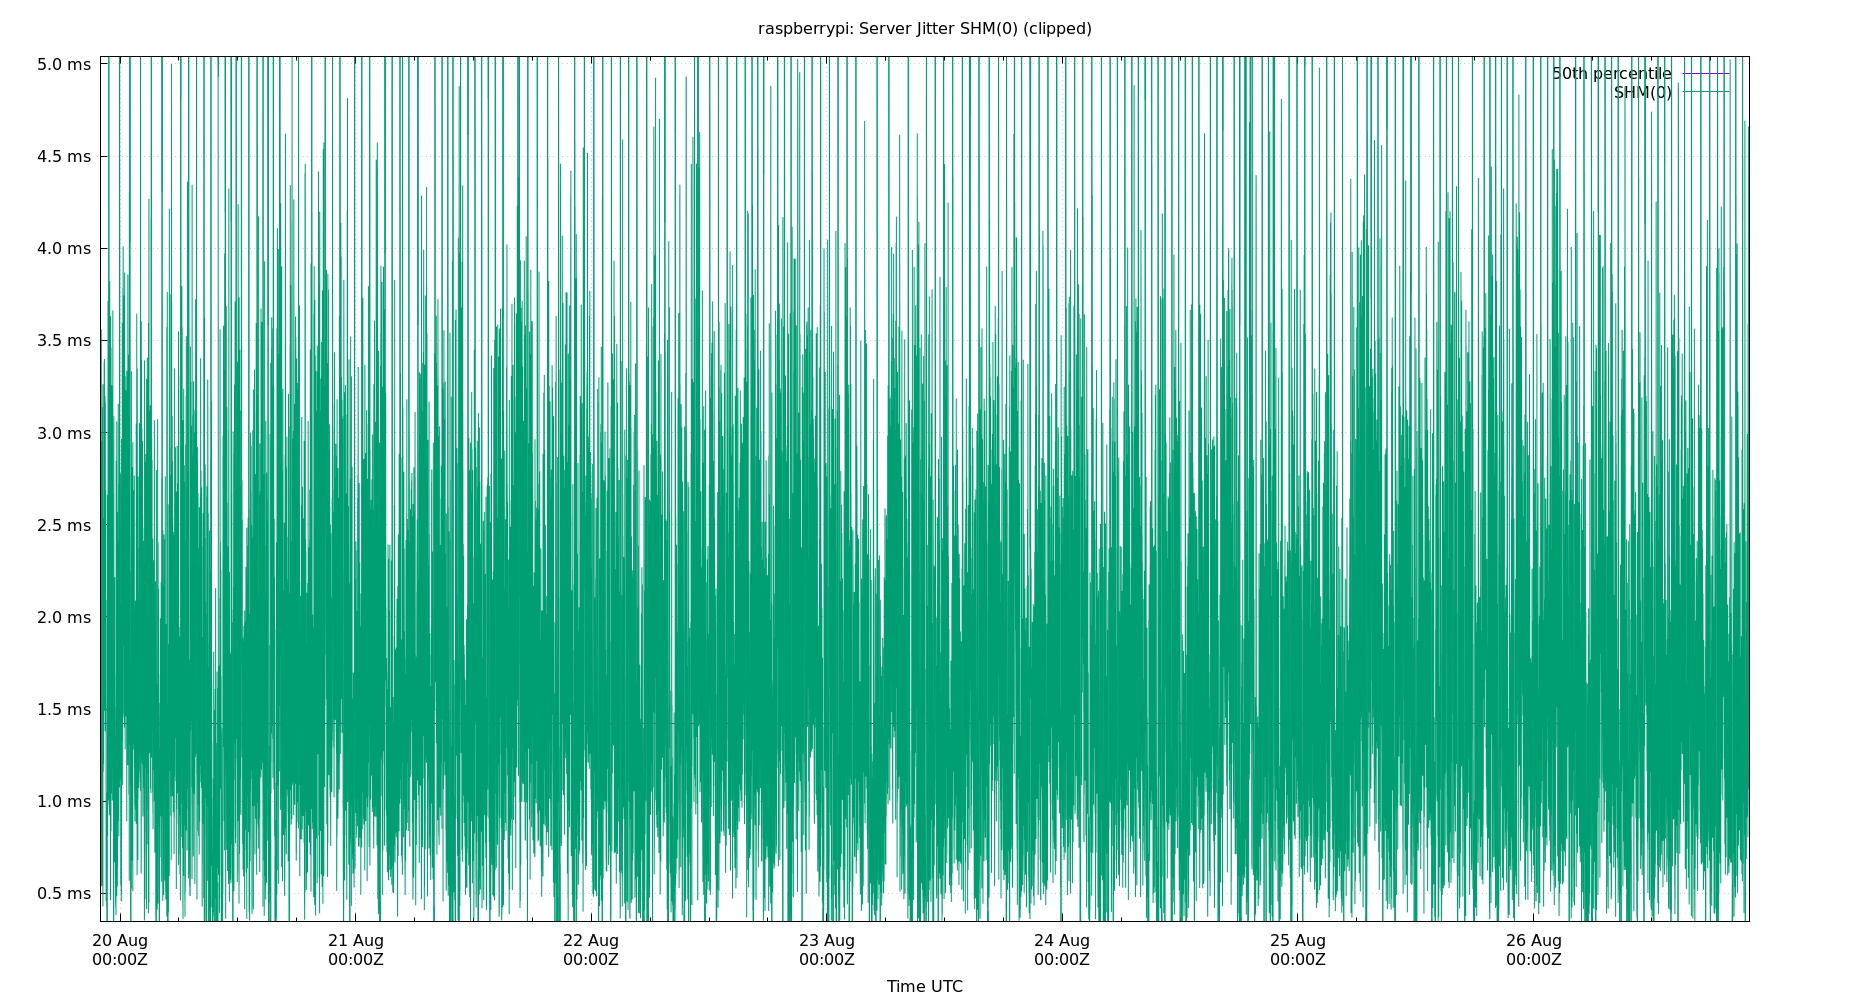 raspberrypi: Server Jitter SHM(0) (clipped)
5.0 ms
50th percentile
SHM(0)
4.5 ms
4.0 ms
3.5 ms
3.0 ms
2.5 ms
2.0 ms
1.5 ms
1.0 ms
0.5 ms
20 Aug 21 Aug 22 Aug 23 Aug 24 Aug 25 Aug 26 Aug
00:00Z 00:00Z 00:00Z 00:00Z 00:00Z 00:00Z 00:00Z
Time UTC